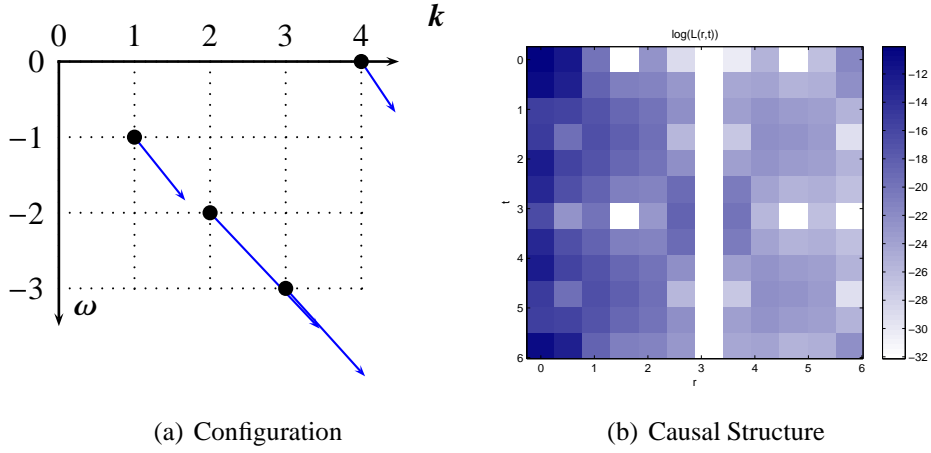 k
0 1 2 3 4
0
−1
−2
−3
ω
(a) Configuration
log(L(r,t))
0
1
2
3
4
5
6
t
0 1 2 3 4 5 6
r
−12
−14
−16
−18
−20
−22
−24
−26
−28
−30
−32
(b) Causal Structure